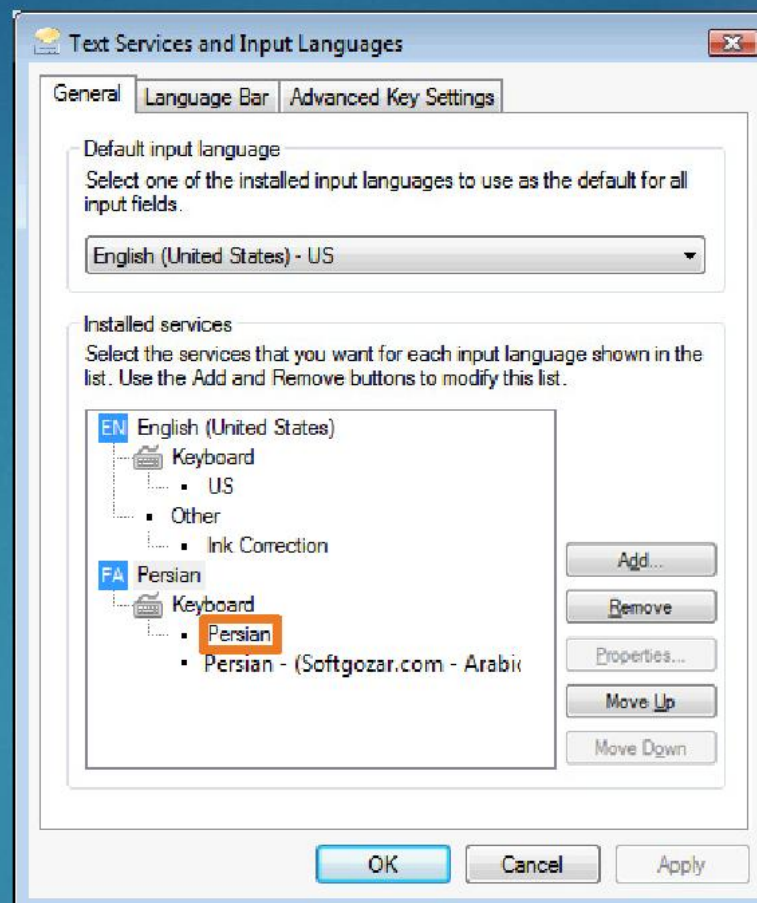 Text Services and Input Languages
General
Language Bar
Advanced Key Settings
Default input language
Select one of the installed input languages to use as the default for all
input fields.
English (United States) - US
Installed services
Select the services that you want for each input language shown in the
list. Use the Add and Remove buttons to modify this list.
EN English (United States)
Keyboard
US
Other
Ink Correction
FA Persian
Keyboard
Persian
Persian - (Softgozar.com - Arabic
Add...
Remove
Properties...
Move Up
Move Down
OK
Cancel
Apply